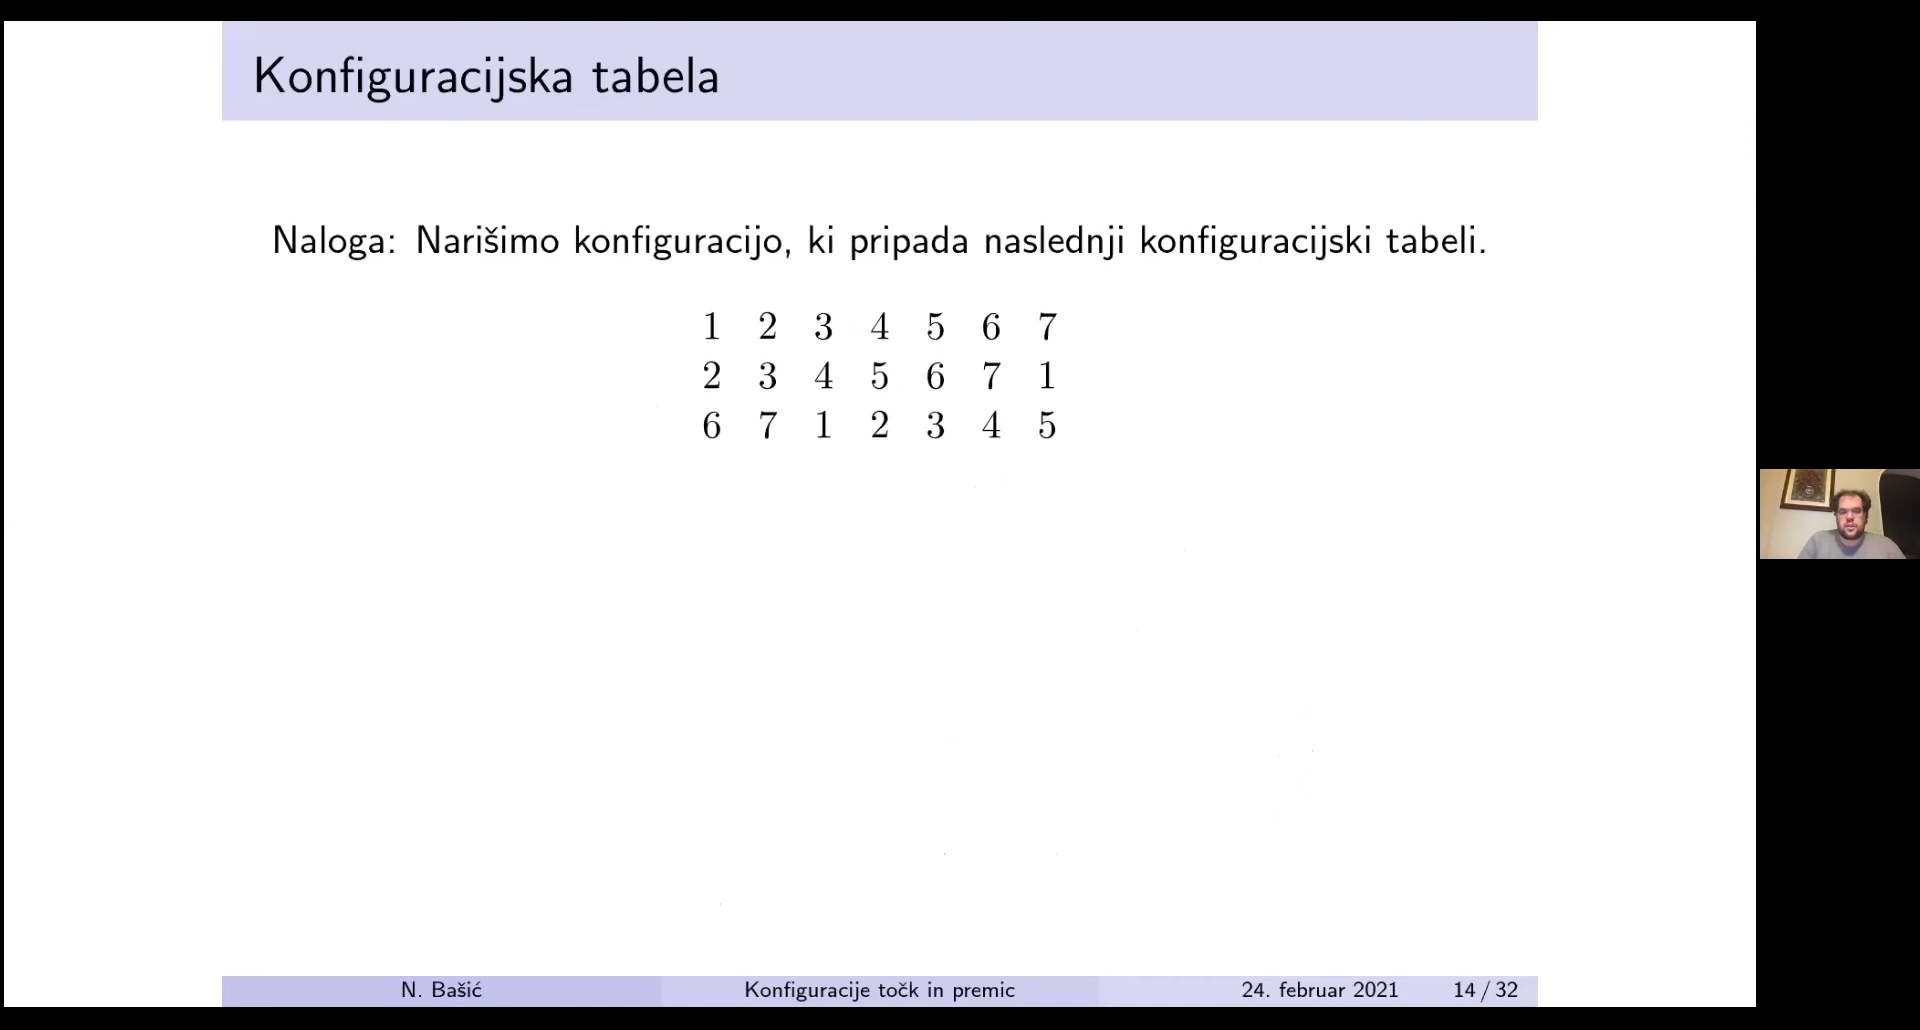 Konfiguracijska tabela
Naloga: Narišimo konfiguracijo, ki pripada naslednji konfiguracijski tabeli.
1 2 3 4 5 6 7
2 3 4 5 6 7 1
6 7 1 2 3 4 5
N. Bašić Konfiguracije točk in premic 24. februar 2021 14 / 32